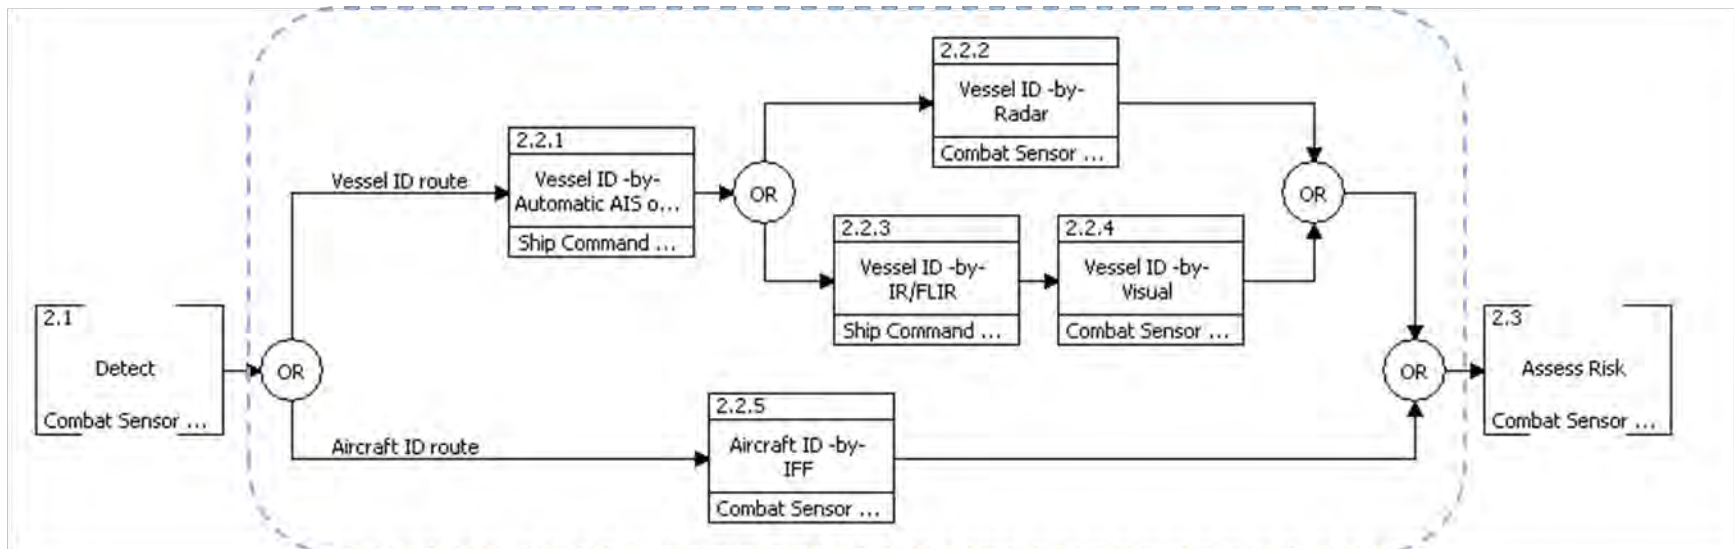 2.2.2
Vessel ID -by-
Radar
Combat Sensor ...
2.2.1
Vessel ID -by-
Automatic AIS o...
Ship Command ...
Vessel ID route
OR
OR
2.2.3
Vessel ID -by-
IR/FLIR
Ship Command ...
2.2.4
Vessel ID -by-
Visual
Combat Sensor ...
2.1
Detect
Combat Sensor ...
OR
OR
2.3
Assess Risk
Combat Sensor ...
Aircraft ID route
2.2.5
Aircraft ID -by-
IFF
Combat Sensor ...